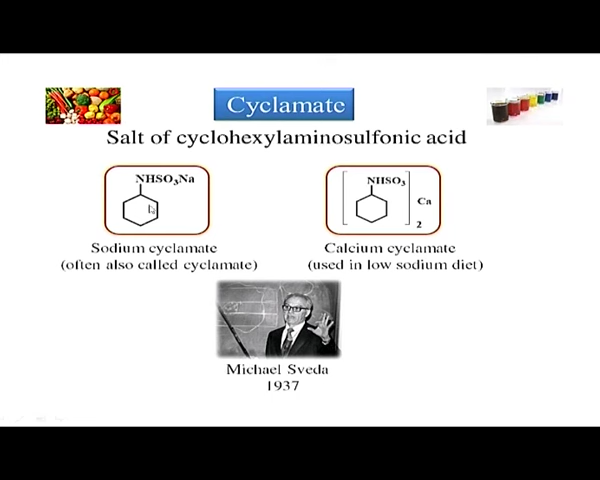 Cyclamate
Salt of cyclohexylaminosulfonic acid
NHSO3Na
NHSO3
Ca
2
Sodium cyclamate
(often also called cyclamate)
Calcium cyclamate
(used in low sodium diet)
Michael Sveda
1937